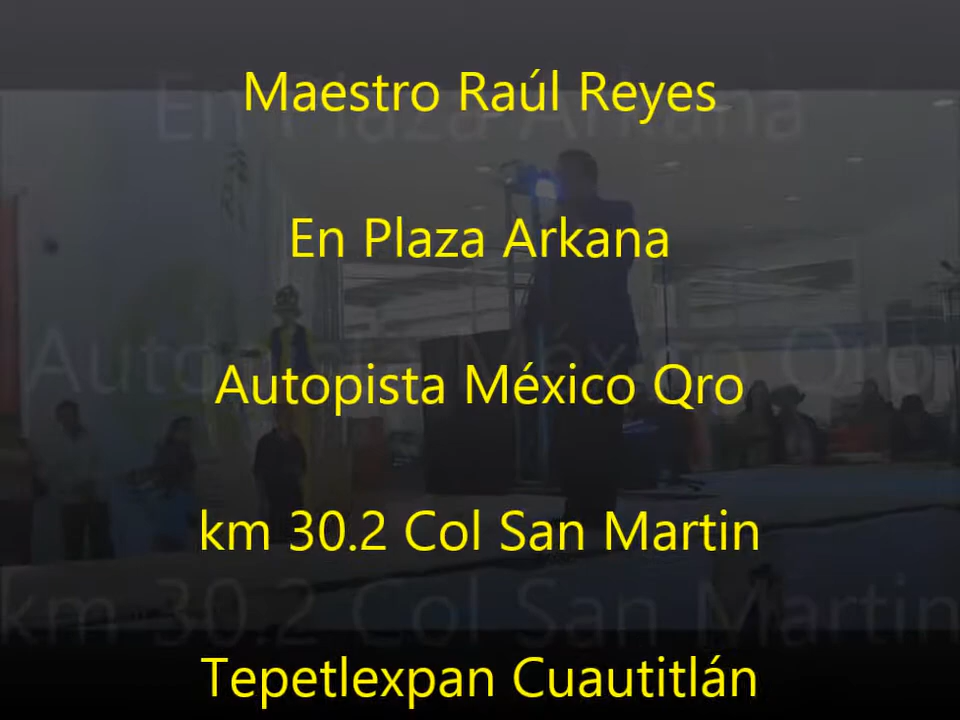 Maestro Raúl Reyes
En Plaza Arkana
Autopista México Qro
km 30.2 Col San Martin
Tepetlexpan Cuautitlán